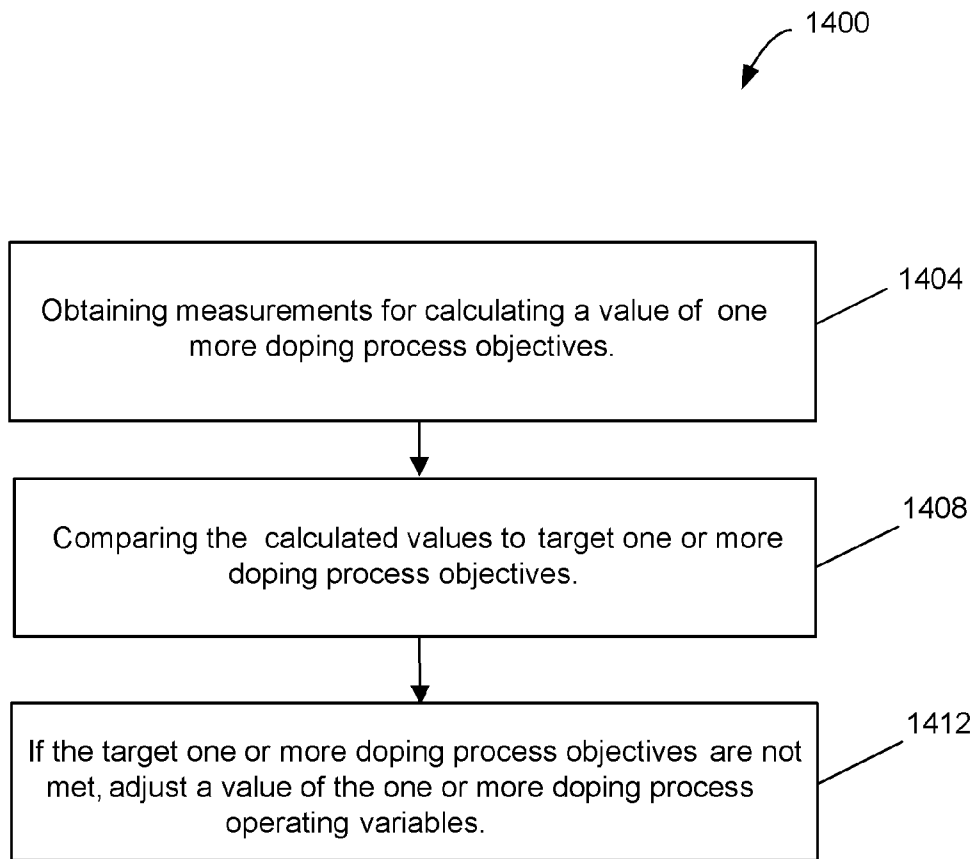 1400
Obtaining measurements for calculating a value of one
more doping process objectives.
1404
Comparing the calculated values to target one or more
doping process objectives.
1408
If the target one or more doping process objectives are not
met, adjust a value of the one or more doping process
operating variables.
1412